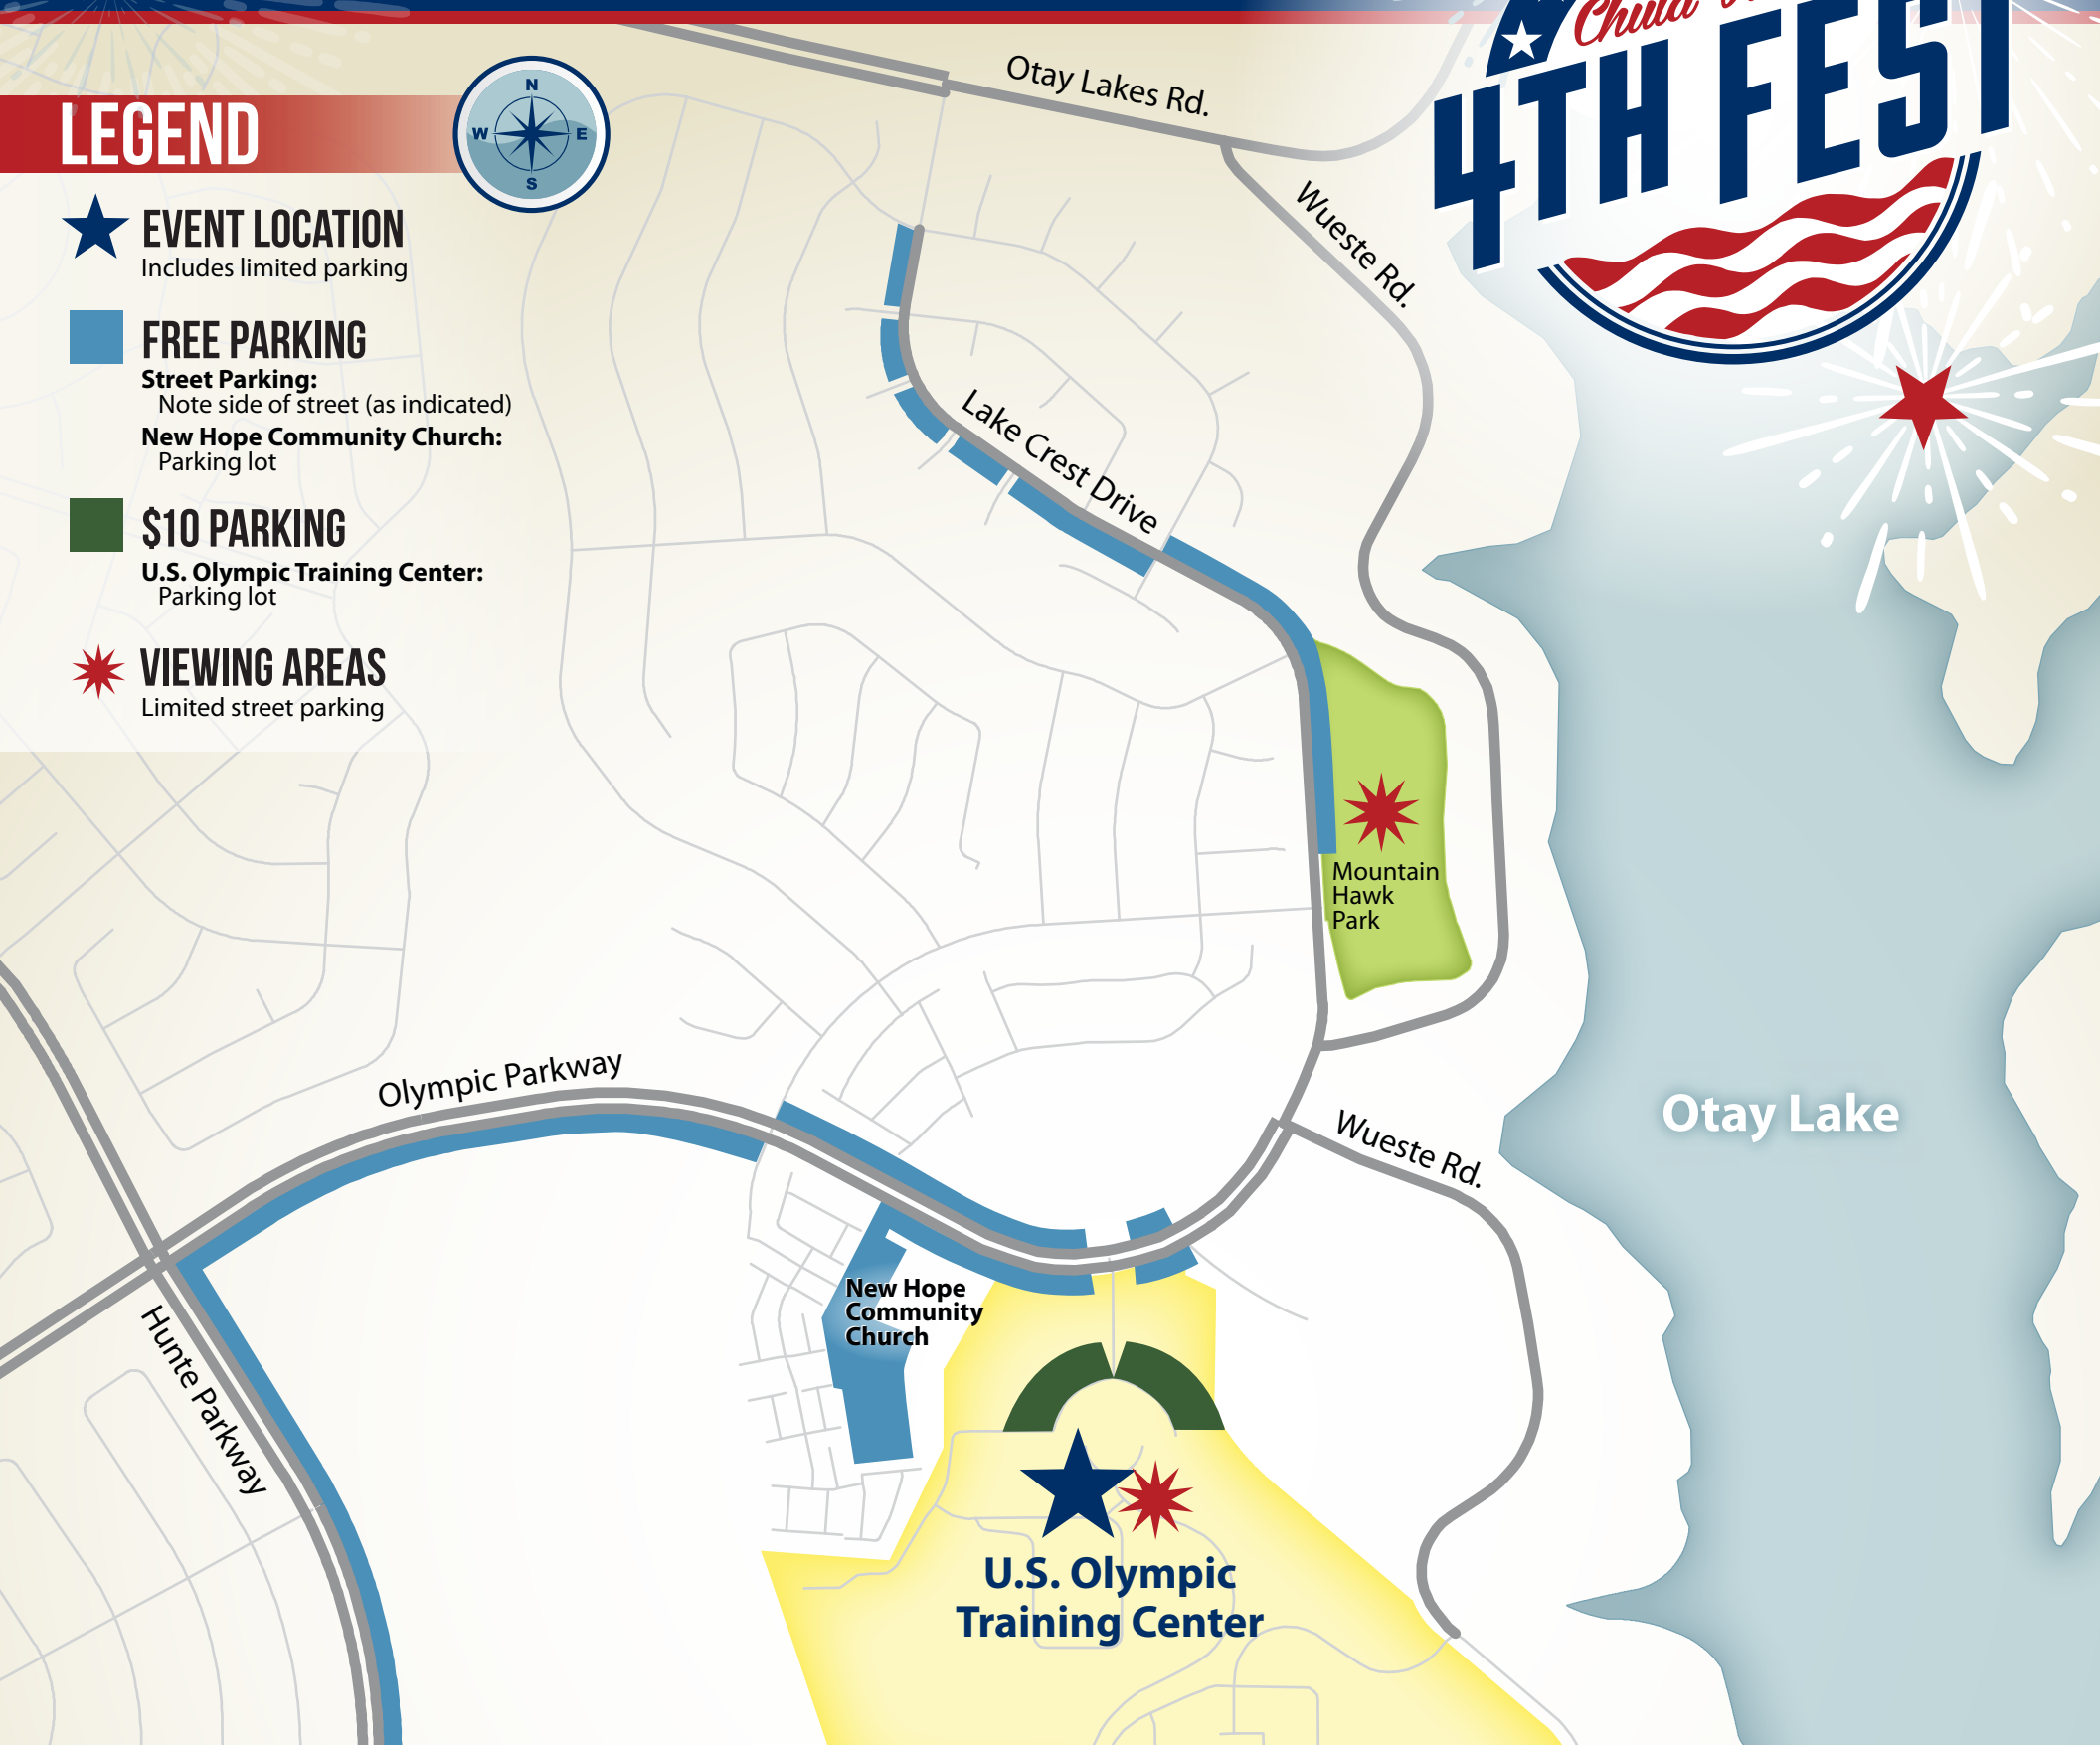 Chula
4TH FEST
LEGEND
N
W E
S
EVENT LOCATION
Includes limited parking
FREE PARKING
Street Parking:
Note side of street (as indicated)
New Hope Community Church:
Parking lot
$10 PARKING
U.S. Olympic Training Center:
Parking lot
VIEWING AREAS
Limited street parking
Otay Lakes Rd.
Wueste Rd.
Lake Crest Drive
Mountain
Hawk
Park
Olympic Parkway
Otay Lake
Wueste Rd.
New Hope
Community
Church
Hunte Parkway
U.S. Olympic
Training Center